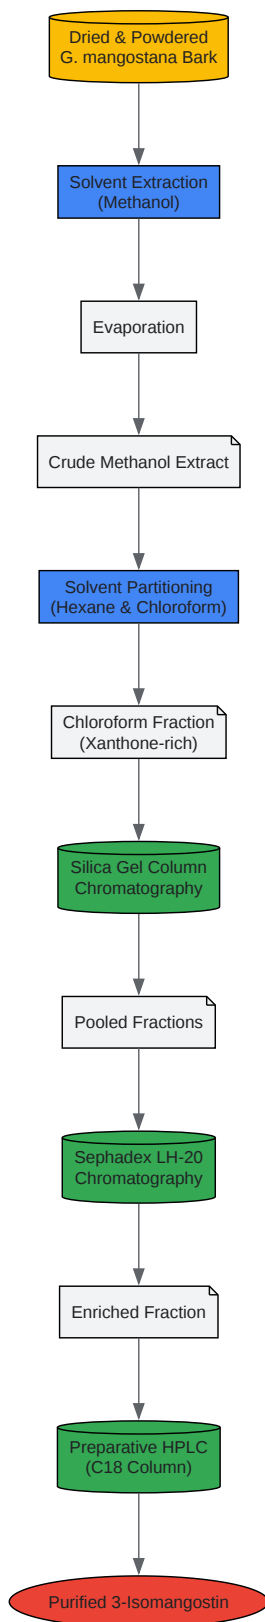 Dried & Powdered
G. mangostana Bark
Solvent Extraction
(Methanol)
Evaporation
Crude Methanol Extract
Solvent Partitioning
(Hexane & Chloroform)
Chloroform Fraction
(Xanthone-rich)
Silica Gel Column
Chromatography
Pooled Fractions
Sephadex LH-20
Chromatography
Enriched Fraction
Preparative HPLC
(C18 Column)
Purified 3-Isomangostin